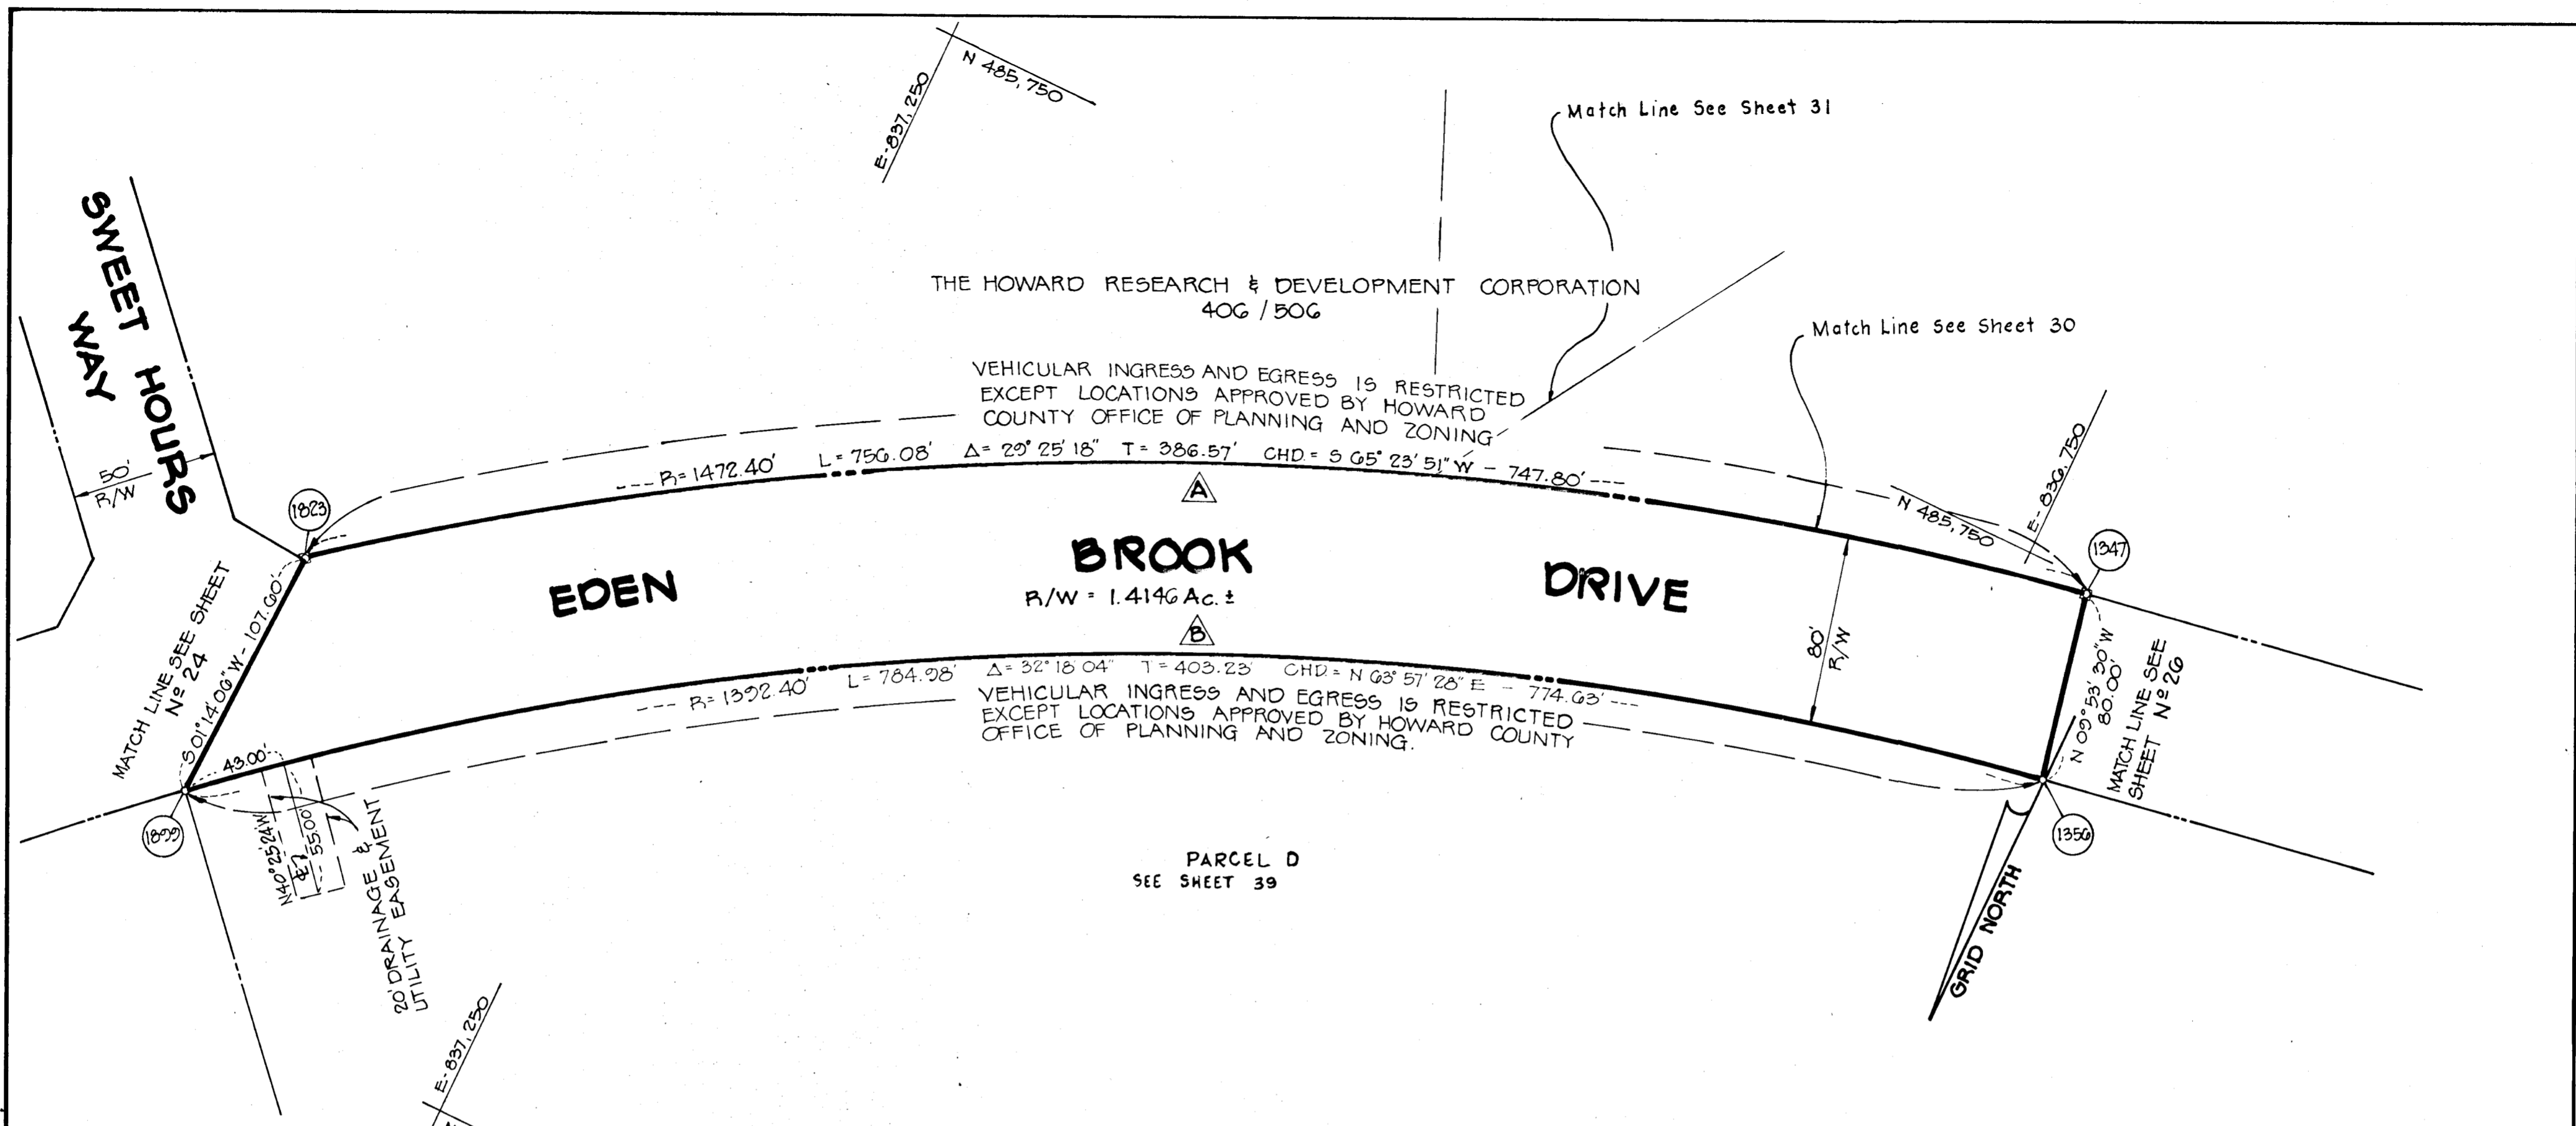 N 485,750
E-837,250
Match Line See Sheet 31
SWEET HOURS
WAY
THE HOWARD RESEARCH & DEVELOPMENT CORPORATION
406 / 506
Match Line See Sheet 30
VEHICULAR INGRESS AND EGRESS IS RESTRICTED
EXCEPT LOCATIONS APPROVED BY HOWARD
COUNTY OFFICE OF PLANNING AND ZONING
50'
R/W
R=1472.40' L=756.08' Δ=29°25'18" T=386.57' CHD.=S 65°23'51"W - 747.80'
A
1823
N 485,750
E-836,750
1347
EDEN BROOK DRIVE
R/W = 1.4146 Ac. ±
B
80'
R/W
MATCH LINE SEE SHEET
Nº 24
S 01°14'06"W - 107.60'
N 09°53'30"W
80.00'
MATCH LINE SEE
SHEET Nº 26
R=1392.40' L=784.98' Δ=32°18'04" T=403.23' CHD.=N 63°57'28"E - 774.63'
VEHICULAR INGRESS AND EGRESS IS RESTRICTED
EXCEPT LOCATIONS APPROVED BY HOWARD COUNTY
OFFICE OF PLANNING AND ZONING.
43.00'
1899
N40°25'24"W
55.00'
20' DRAINAGE &
UTILITY EASEMENT
1356
PARCEL D
SEE SHEET 39
GRID NORTH
E-837,250